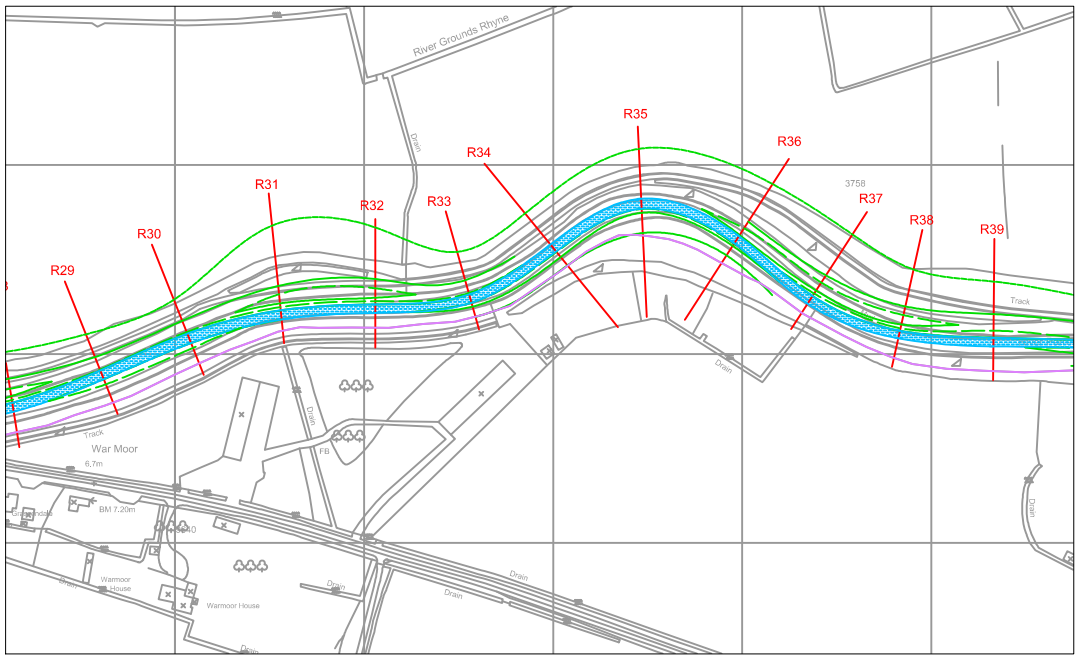 River Grounds Rhyne
R35
Drain
R36
R34
3758
R31
R37
R33
R32
R38
R39
R30
R29
Track
Drain
Drain
Track
War Moor
FB
6,7m
BM 7.20m
Drain
Drain
Warmoor
House
Drain
Drain
Drain
Warmoor House
Drain